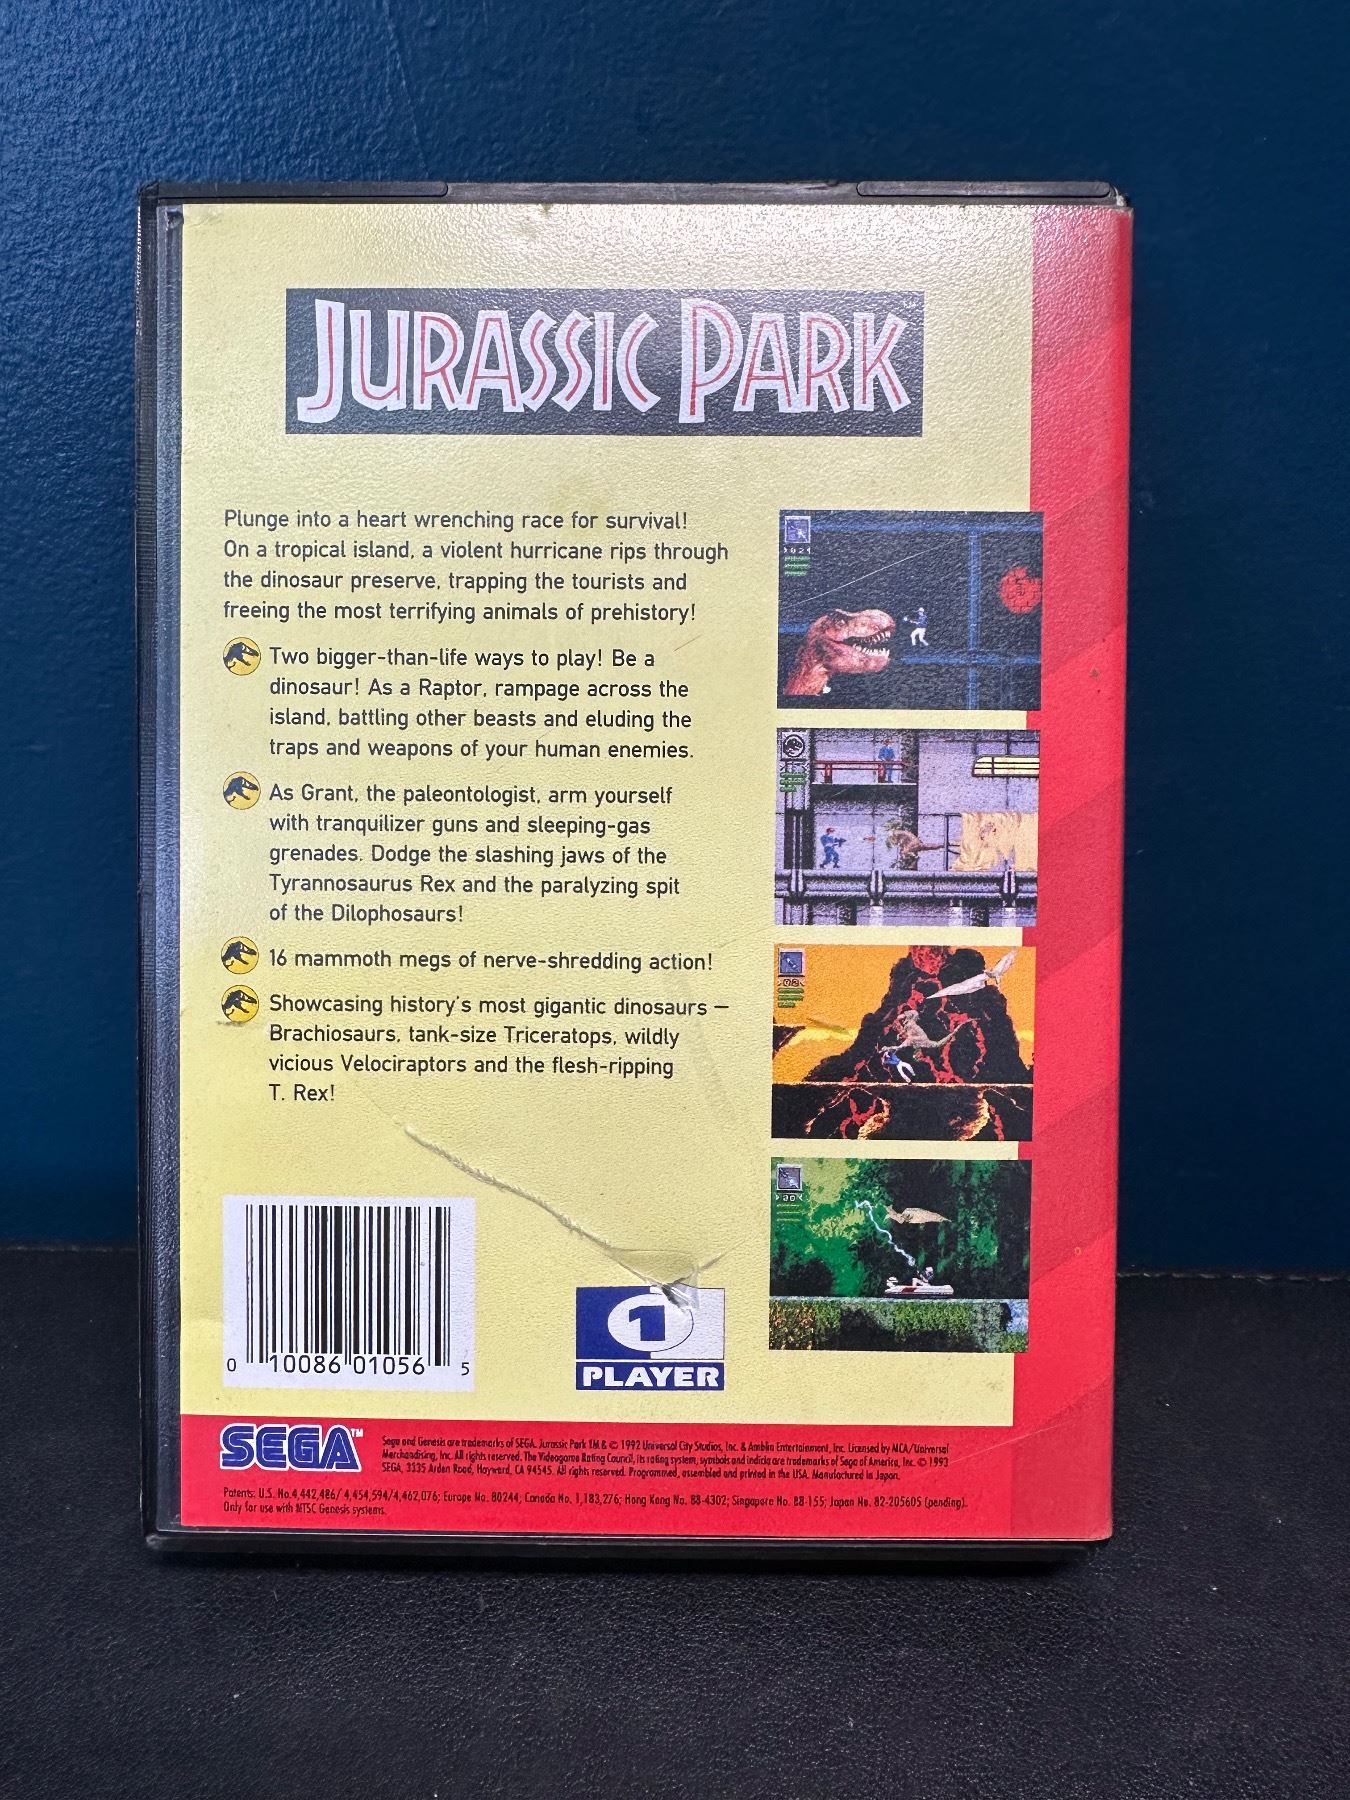 JURASSIC PARK
Plunge into a heart wrenching race for survival!
On a tropical island, a violent hurricane rips through
the dinosaur preserve, trapping the tourists and
freeing the most terrifying animals of prehistory!
Two bigger-than-life ways to play! Be a
dinosaur! As a Raptor, rampage across the
island, battling other beasts and eluding the
traps and weapons of your human enemies.
As Grant, the paleontologist, arm yourself
with tranquilizer guns and sleeping-gas
grenades. Dodge the slashing jaws of the
Tyrannosaurus Rex and the paralyzing spit
of the Dilophosaurs!
16 mammoth megs of nerve-shredding action!
Showcasing history's most gigantic dinosaurs –
Brachiosaurs, tank-size Triceratops, wildly
vicious Velociraptors and the flesh-ripping
T. Rex!
0 10086 01056 5
1
PLAYER
SEGA™
Sega and Genesis are trademarks of SEGA. Jurassic Park TM & © 1992 Universal City Studios, Inc. & Amblin Entertainment, Inc. Licensed by MCA/Universal
Merchandising, Inc. All rights reserved. The Videogame Rating Council, its rating system, symbols and indicia are trademarks of Sega of America, Inc. © 1993
SEGA, 3335 Arden Road, Hayward, CA 94545. All rights reserved. Programmed, assembled and printed in the USA. Manufactured in Japan.
Patents: U.S. No.4,442,486/ 4,454,594/4,462,076; Europe No. 80244; Canada No. 1,183,276; Hong Kong No. 88-4302; Singapore No. 88-155; Japan No. 82-205605 (pending).
Only for use with NTSC Genesis systems.